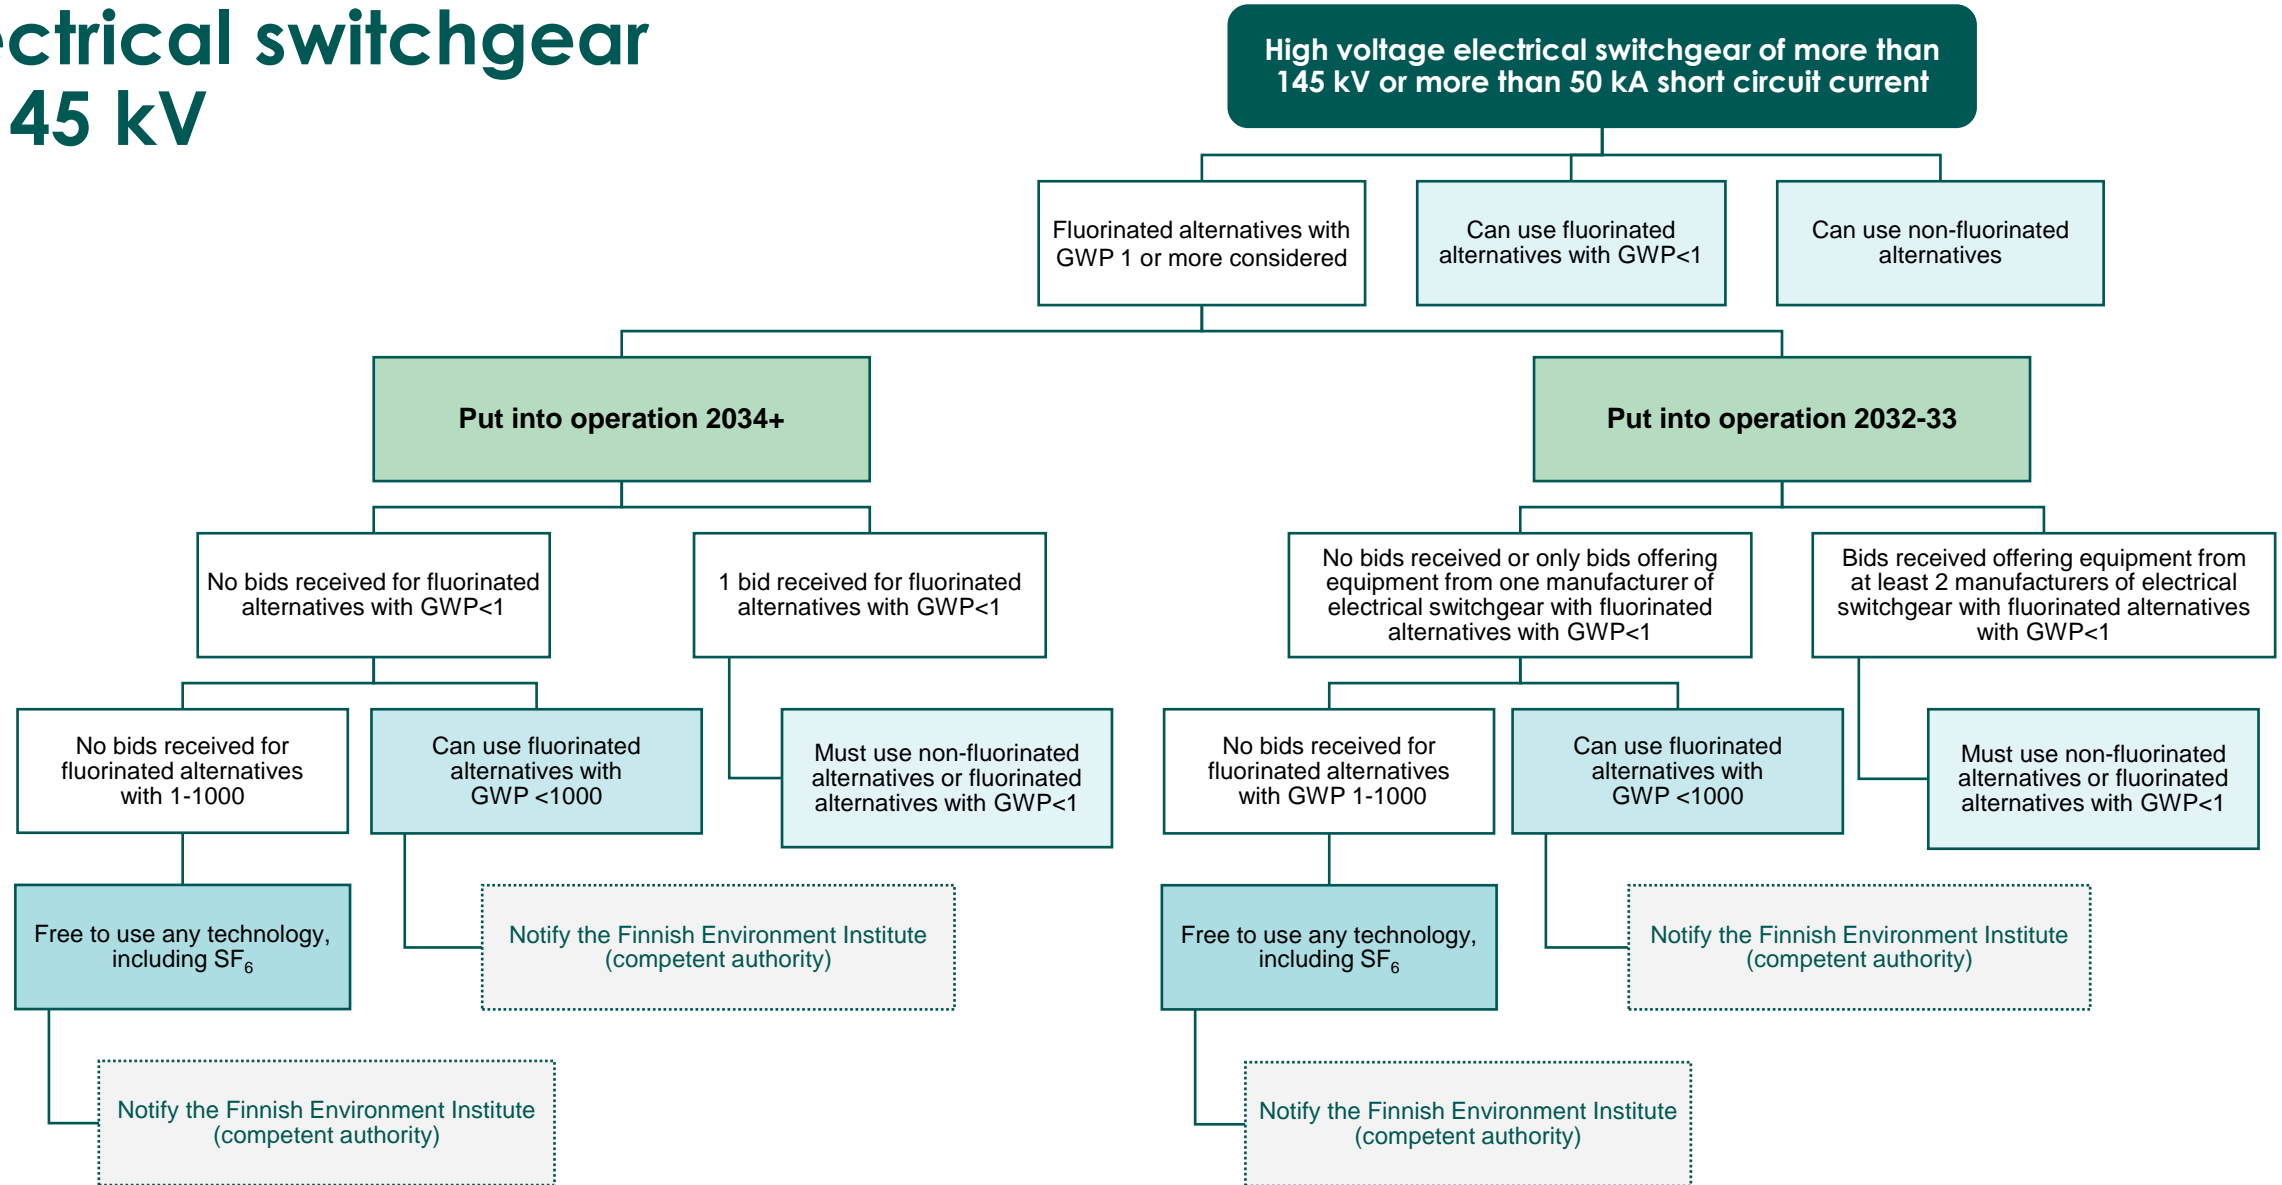 ectrical switchgear
45 kV
High voltage electrical switchgear of more than
145 kV or more than 50 kA short circuit current
Fluorinated alternatives with
GWP 1 or more considered
Can use fluorinated
alternatives with GWP<1
Can use non-fluorinated
alternatives
Put into operation 2034+
Put into operation 2032-33
No bids received for fluorinated
alternatives with GWP<1
1 bid received for fluorinated
alternatives with GWP<1
No bids received or only bids offering
equipment from one manufacturer of
electrical switchgear with fluorinated
alternatives with GWP<1
Bids received offering equipment from
at least 2 manufacturers of electrical
switchgear with fluorinated alternatives
with GWP<1
No bids received for
fluorinated alternatives
with 1-1000
Can use fluorinated
alternatives with
GWP <1000
Must use non-fluorinated
alternatives or fluorinated
alternatives with GWP<1
No bids received for
fluorinated alternatives
with GWP 1-1000
Can use fluorinated
alternatives with
GWP <1000
Must use non-fluorinated
alternatives or fluorinated
alternatives with GWP<1
Free to use any technology,
including SF₆
Notify the Finnish Environment Institute
(competent authority)
Free to use any technology,
including SF₆
Notify the Finnish Environment Institute
(competent authority)
Notify the Finnish Environment Institute
(competent authority)
Notify the Finnish Environment Institute
(competent authority)